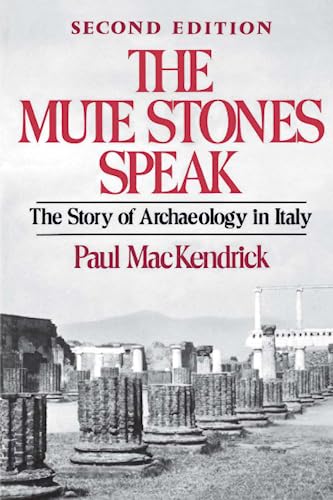 SECOND EDITION
THE
MUTE STONES
SPEAK
The Story of Archaeology in Italy
Paul MacKendrick